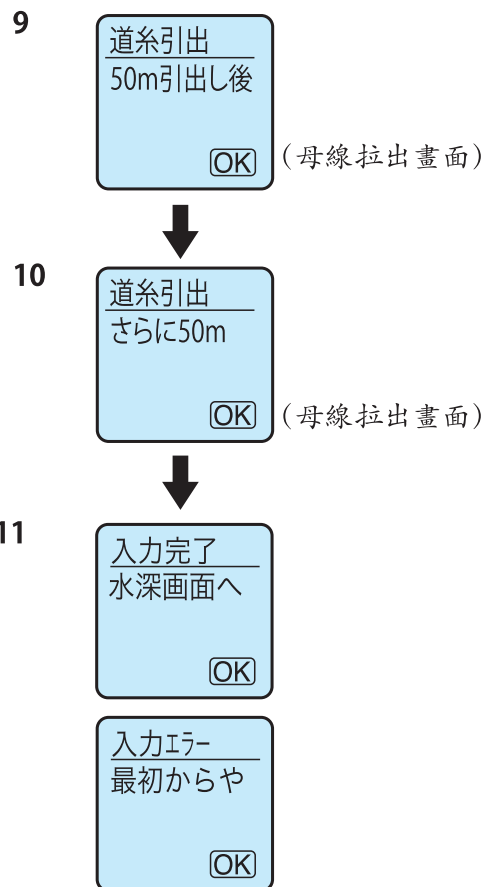 9
道糸引出
50m引出し後
OK (母線拉出畫面)
10
道糸引出
さらに50m
OK (母線拉出畫面)
11
入力完了
水深画面へ
OK
入力ｴﾗｰ
最初からや
OK